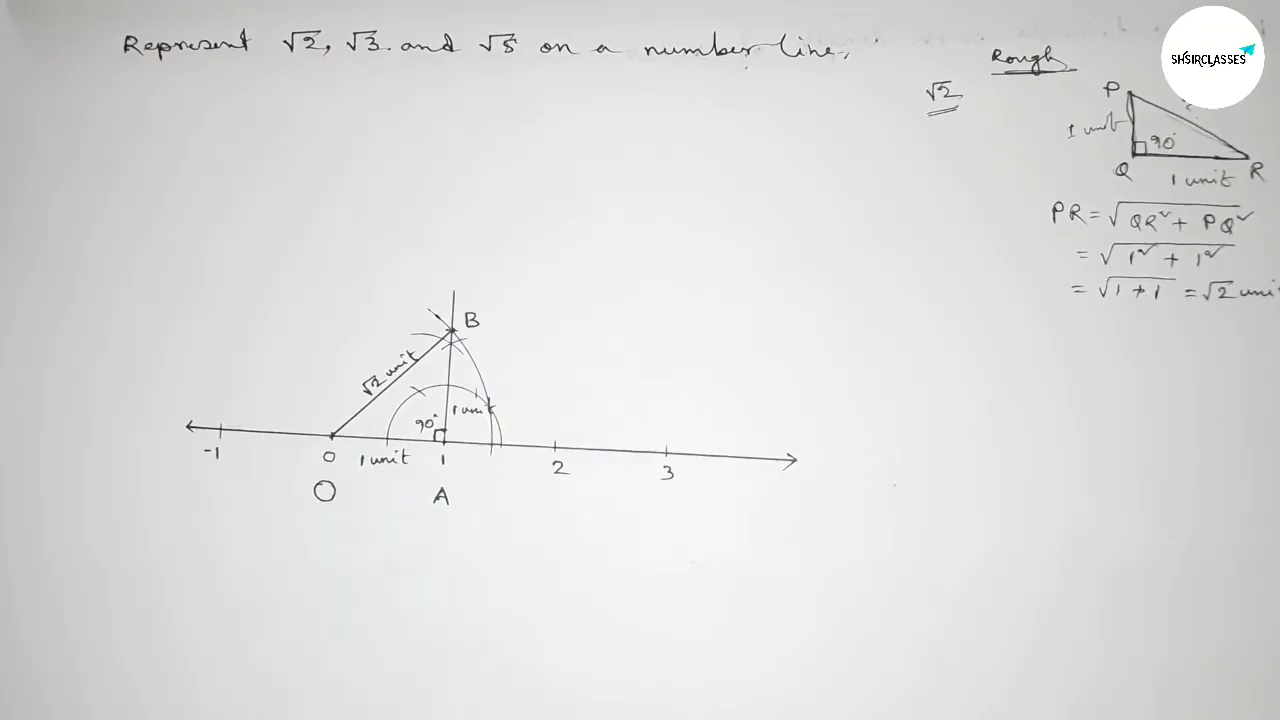 Represent √2, √3 and √5 on a number line.
Rough
SHSIRCLASSES
√2
P
1 unit
90°
Q
1 unit
R
PR = √QR² + PQ²
= √1² + 1²
= √1 + 1 = √2 unit
B
√2 unit
1 unit
90°
-1
0
1 unit
1
2
3
O
A